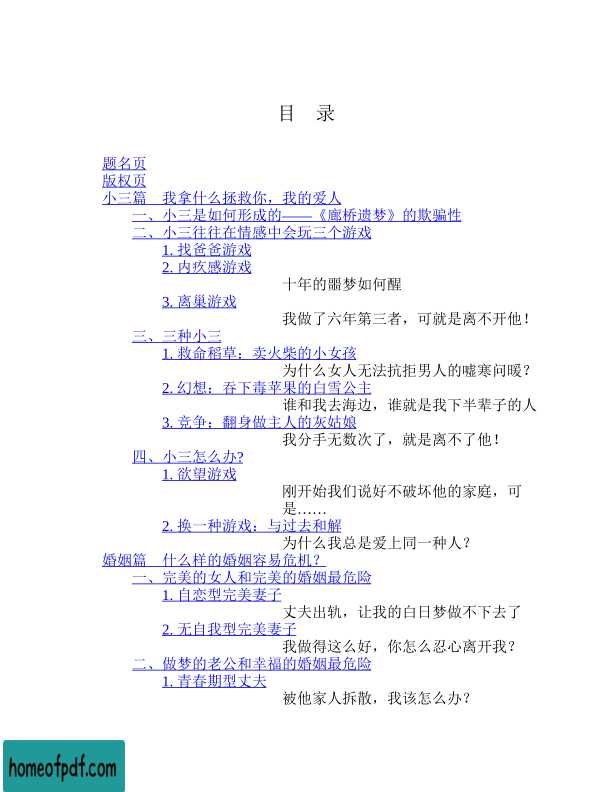 目　录
题名页
版权页
小三篇　我拿什么拯救你，我的爱人
一、小三是如何形成的——《廊桥遗梦》的欺骗性
二、小三往往在情感中会玩三个游戏
1. 找爸爸游戏
2. 内疚感游戏
十年的噩梦如何醒
3. 离巢游戏
我做了六年第三者，可就是离不开他！
三、三种小三
1. 救命稻草：卖火柴的小女孩
为什么女人无法抗拒男人的嘘寒问暖？
2. 幻想：吞下毒苹果的白雪公主
谁和我去海边，谁就是我下半辈子的人
3. 竞争：翻身做主人的灰姑娘
我分手无数次了，就是离不了他！
四、小三怎么办?
1. 欲望游戏
刚开始我们说好不破坏他的家庭，可
是……
2. 换一种游戏：与过去和解
为什么我总是爱上同一种人？
婚姻篇　什么样的婚姻容易危机？
一、完美的女人和完美的婚姻最危险
1. 自恋型完美妻子
丈夫出轨，让我的白日梦做不下去了
2. 无自我型完美妻子
我做得这么好，你怎么忍心离开我？
二、做梦的老公和幸福的婚姻最危险
1. 青春期型丈夫
被他家人拆散，我该怎么办？
homeofpdf.com